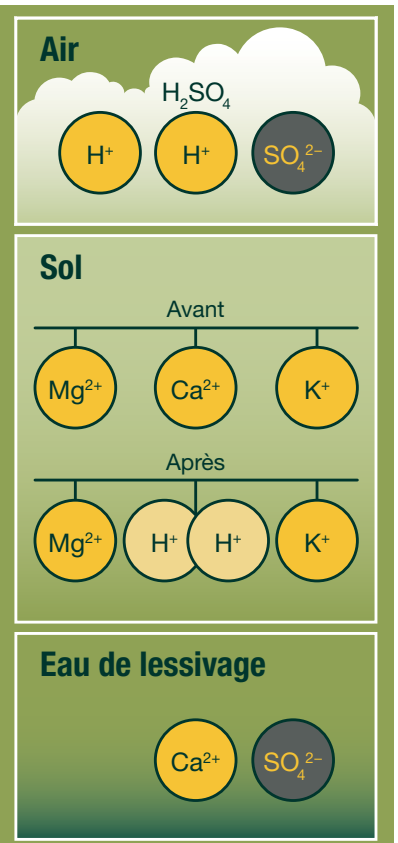 Air
H₂SO₄
H⁺ H⁺ SO₄²⁻
Sol
Avant
Mg²⁺ Ca²⁺ K⁺
Après
Mg²⁺ H⁺ H⁺ K⁺
Eau de lessivage
Ca²⁺ SO₄²⁻